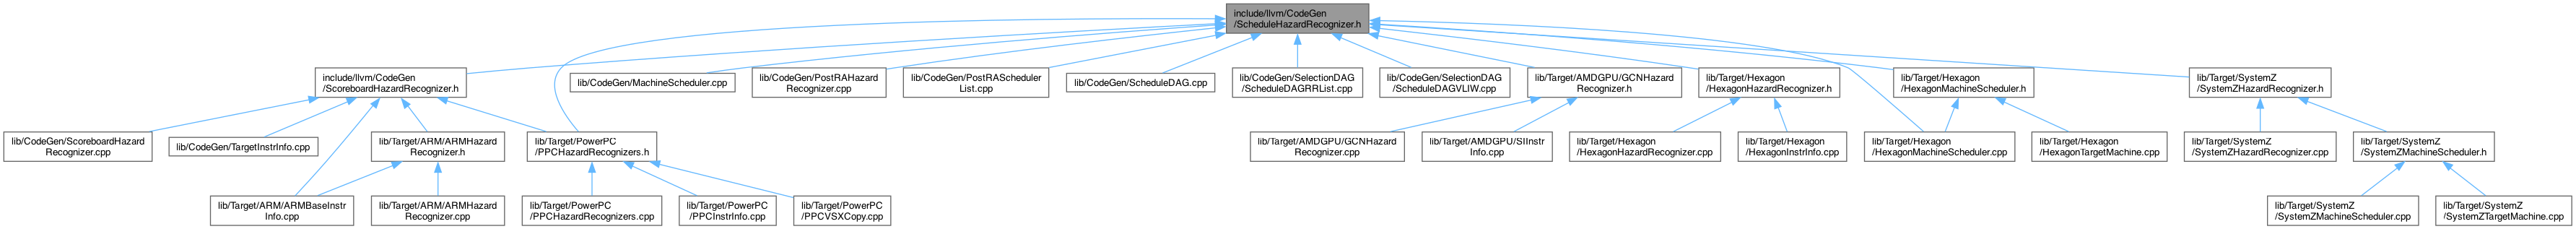 include/llvm/CodeGen
/ScheduleHazardRecognizer.h
include/llvm/CodeGen
/ScoreboardHazardRecognizer.h
lib/CodeGen/MachineScheduler.cpp
lib/CodeGen/PostRAHazard
Recognizer.cpp
lib/CodeGen/PostRAScheduler
List.cpp
lib/CodeGen/ScheduleDAG.cpp
lib/CodeGen/SelectionDAG
/ScheduleDAGRRList.cpp
lib/CodeGen/SelectionDAG
/ScheduleDAGVLIW.cpp
lib/Target/AMDGPU/GCNHazard
Recognizer.h
lib/Target/Hexagon
/HexagonHazardRecognizer.h
lib/Target/Hexagon
/HexagonMachineScheduler.h
lib/Target/SystemZ
/SystemZHazardRecognizer.h
lib/CodeGen/ScoreboardHazard
Recognizer.cpp
lib/CodeGen/TargetInstrInfo.cpp
lib/Target/ARM/ARMHazard
Recognizer.h
lib/Target/PowerPC
/PPCHazardRecognizers.h
lib/Target/AMDGPU/GCNHazard
Recognizer.cpp
lib/Target/AMDGPU/SIInstr
Info.cpp
lib/Target/Hexagon
/HexagonHazardRecognizer.cpp
lib/Target/Hexagon
/HexagonInstrInfo.cpp
lib/Target/Hexagon
/HexagonMachineScheduler.cpp
lib/Target/Hexagon
/HexagonTargetMachine.cpp
lib/Target/SystemZ
/SystemZHazardRecognizer.cpp
lib/Target/SystemZ
/SystemZMachineScheduler.h
lib/Target/ARM/ARMBaseInstr
Info.cpp
lib/Target/ARM/ARMHazard
Recognizer.cpp
lib/Target/PowerPC
/PPCHazardRecognizers.cpp
lib/Target/PowerPC
/PPCInstrInfo.cpp
lib/Target/PowerPC
/PPCVSXCopy.cpp
lib/Target/SystemZ
/SystemZMachineScheduler.cpp
lib/Target/SystemZ
/SystemZTargetMachine.cpp